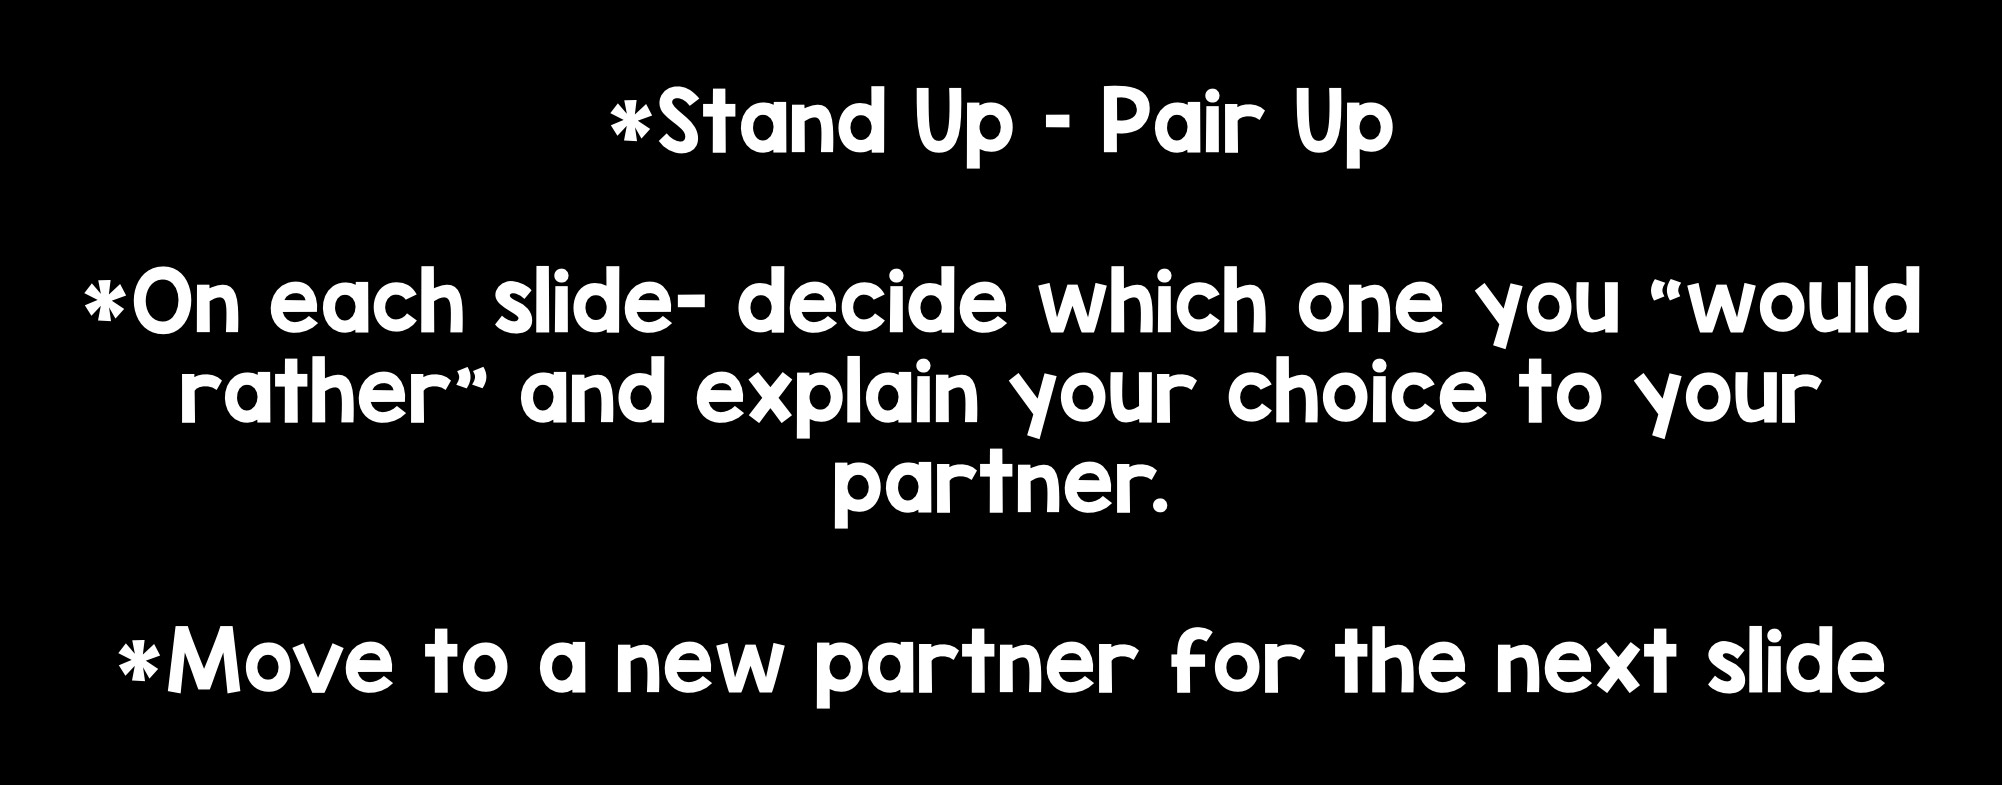 *Stand Up - Pair Up
*On each slide- decide which one you “would
rather” and explain your choice to your
partner.
*Move to a new partner for the next slide